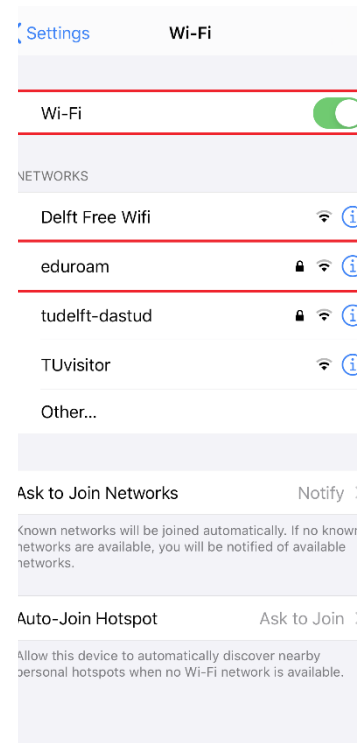 Settings Wi-Fi
Wi-Fi
NETWORKS
Delft Free Wifi
eduroam
tudelft-dastud
TUvisitor
Other...
Ask to Join Networks Notify
Known networks will be joined automatically. If no known
networks are available, you will be notified of available
networks.
Auto-Join Hotspot Ask to Join
Allow this device to automatically discover nearby
personal hotspots when no Wi-Fi network is available.